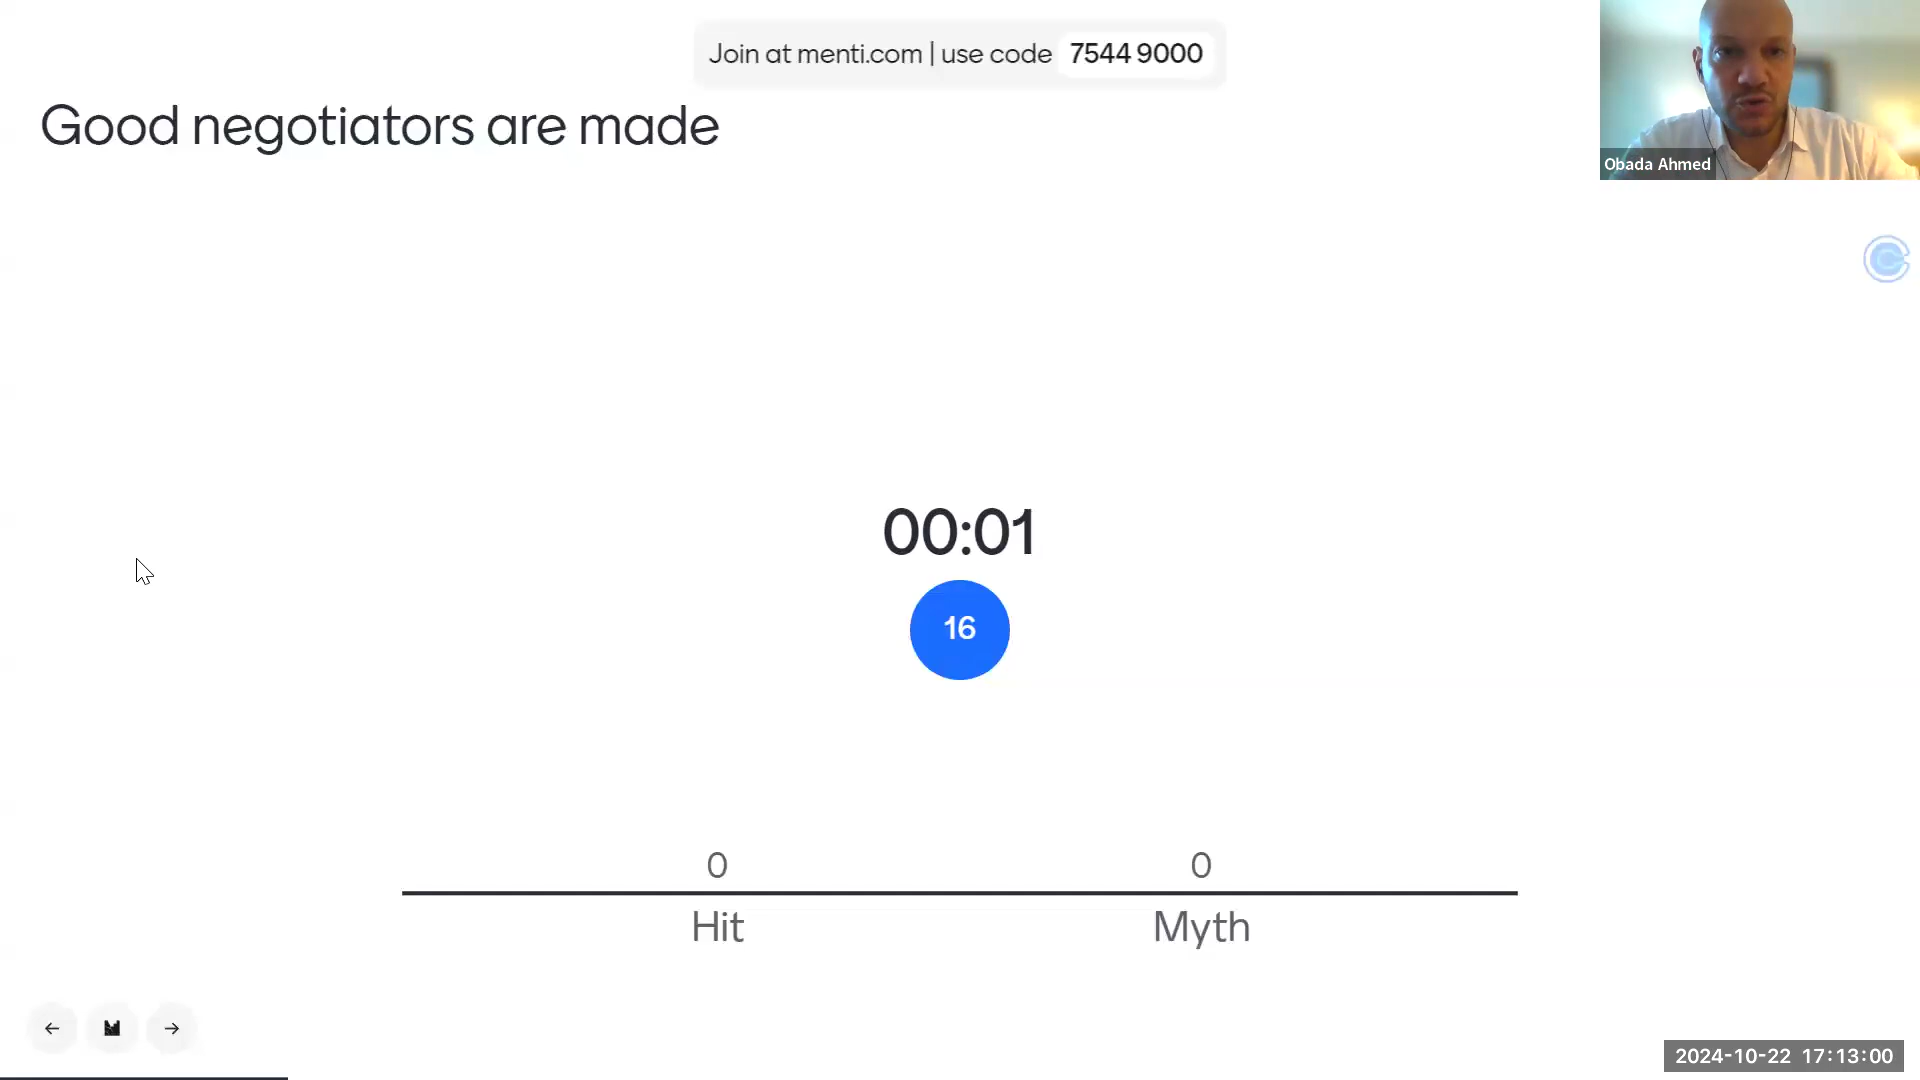 Join at menti.com | use code 7544 9000
Good negotiators are made
Obada Ahmed
00:01
16
0 0
Hit Myth
2024-10-22 17:13:00